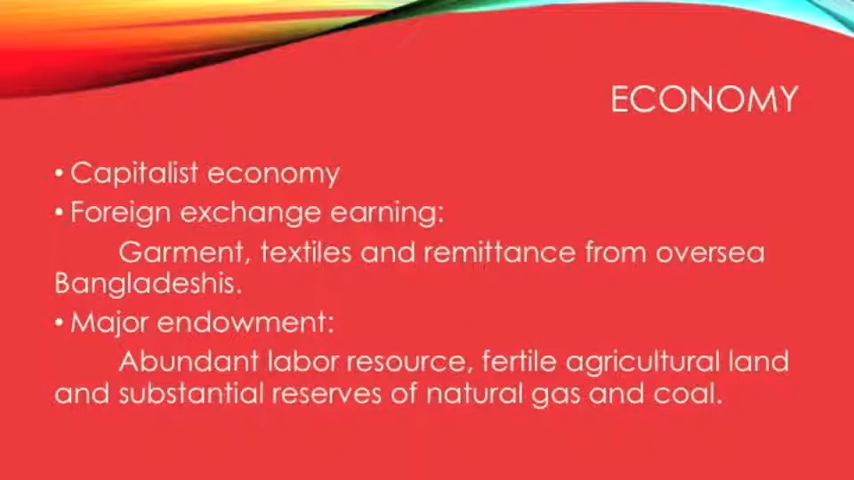 ECONOMY
• Capitalist economy
• Foreign exchange earning:
Garment, textiles and remittance from oversea
Bangladeshis.
• Major endowment:
Abundant labor resource, fertile agricultural land
and substantial reserves of natural gas and coal.